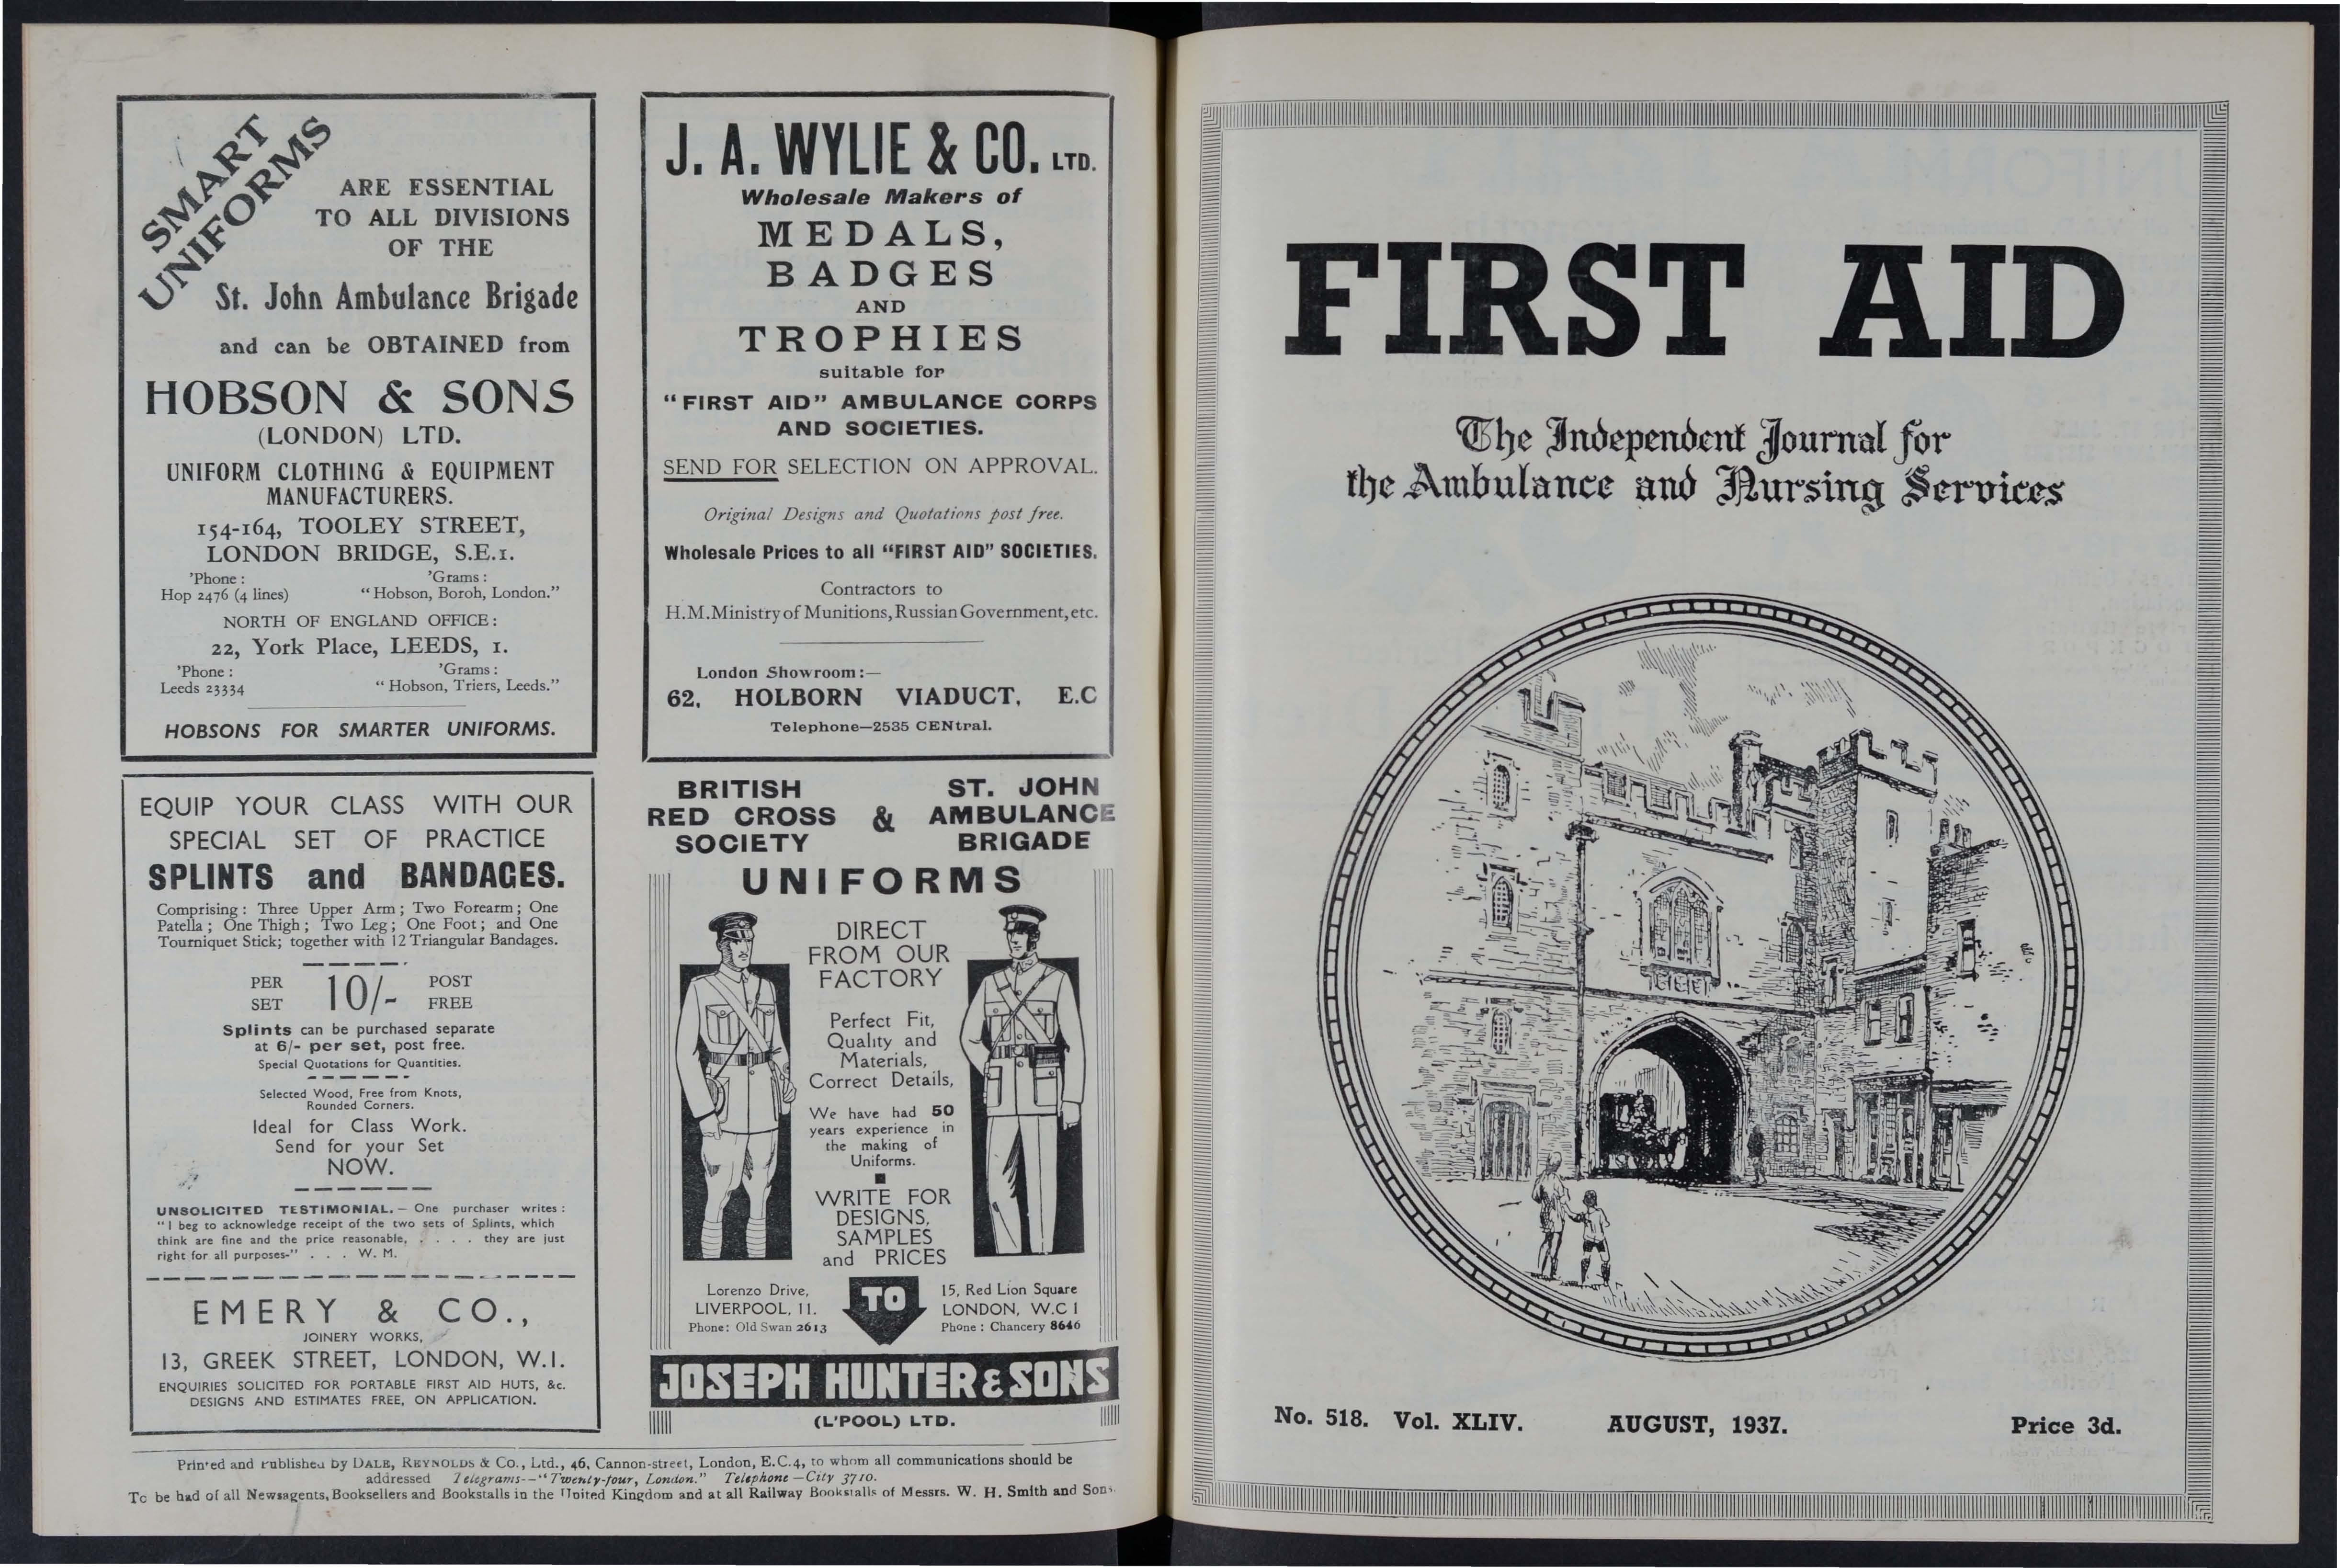 SMART
UNIFORMS
ARE ESSENTIAL
TO ALL DIVISIONS
OF THE
St. John Ambulance Brigade
and can be OBTAINED from
HOBSON & SONS
(LONDON) LTD.
UNIFORM CLOTHING & EQUIPMENT
MANUFACTURERS.
154-164, TOOLEY STREET,
LONDON BRIDGE, S.E.1.
'Phone : 'Grams :
Hop 2476 (4 lines) "Hobson, Boroh, London."
NORTH OF ENGLAND OFFICE :
22, York Place, LEEDS, 1.
'Phone : 'Grams :
Leeds 23334 "Hobson, Triers, Leeds."
HOBSONS FOR SMARTER UNIFORMS.
EQUIP YOUR CLASS WITH OUR
SPECIAL SET OF PRACTICE
SPLINTS and BANDAGES.
Comprising : Three Upper Arm ; Two Forearm ; One
Patella ; One Thigh ; Two Leg ; One Foot ; and One
Tourniquet Stick; together with 12 Triangular Bandages.
PER SET 10/- POST FREE
Splints can be purchased separate
at 6/- per set, post free.
Special Quotations for Quantities.
Selected Wood, Free from Knots,
Rounded Corners.
Ideal for Class Work.
Send for your Set
NOW.
UNSOLICITED TESTIMONIAL. — One purchaser writes :
"I beg to acknowledge receipt of the two sets of Splints, which
think are fine and the price reasonable, . . . . they are just
right for all purposes-" . . . W. M.
EMERY & CO.,
JOINERY WORKS,
13, GREEK STREET, LONDON, W.1.
ENQUIRIES SOLICITED FOR PORTABLE FIRST AID HUTS, &c.
DESIGNS AND ESTIMATES FREE, ON APPLICATION.
J. A. WYLIE & CO. LTD.
Wholesale Makers of
MEDALS,
BADGES
AND
TROPHIES
suitable for
"FIRST AID" AMBULANCE CORPS
AND SOCIETIES.
SEND FOR SELECTION ON APPROVAL.
Original Designs and Quotations post free.
Wholesale Prices to all "FIRST AID" SOCIETIES.
Contractors to
H.M.Ministry of Munitions, Russian Government, etc.
London Showroom :—
62, HOLBORN VIADUCT, E.C
Telephone—2535 CENtral.
BRITISH RED CROSS SOCIETY & ST. JOHN AMBULANCE BRIGADE
UNIFORMS
DIRECT
FROM OUR
FACTORY
Perfect Fit,
Quality and
Materials,
Correct Details,
We have had 50
years experience in
the making of
Uniforms.
WRITE FOR
DESIGNS,
SAMPLES
and PRICES
TO
Lorenzo Drive,
LIVERPOOL, 11.
Phone: Old Swan 2613
15, Red Lion Square
LONDON, W.C 1
Phone : Chancery 8646
JOSEPH HUNTER & SONS
(L'POOL) LTD.
Printed and Published by DALE, REYNOLDS & Co., Ltd., 46, Cannon-street, London, E.C.4, to whom all communications should be
addressed Telegrams--"Twenty-four, London." Telephone—City 3710.
To be had of all Newsagents, Booksellers and Bookstalls in the United Kingdom and at all Railway Bookstalls of Messrs. W. H. Smith and Sons
FIRST AID
The Independent Journal for
the Ambulance and Nursing Services
No. 518. Vol. XLIV. AUGUST, 1937. Price 3d.